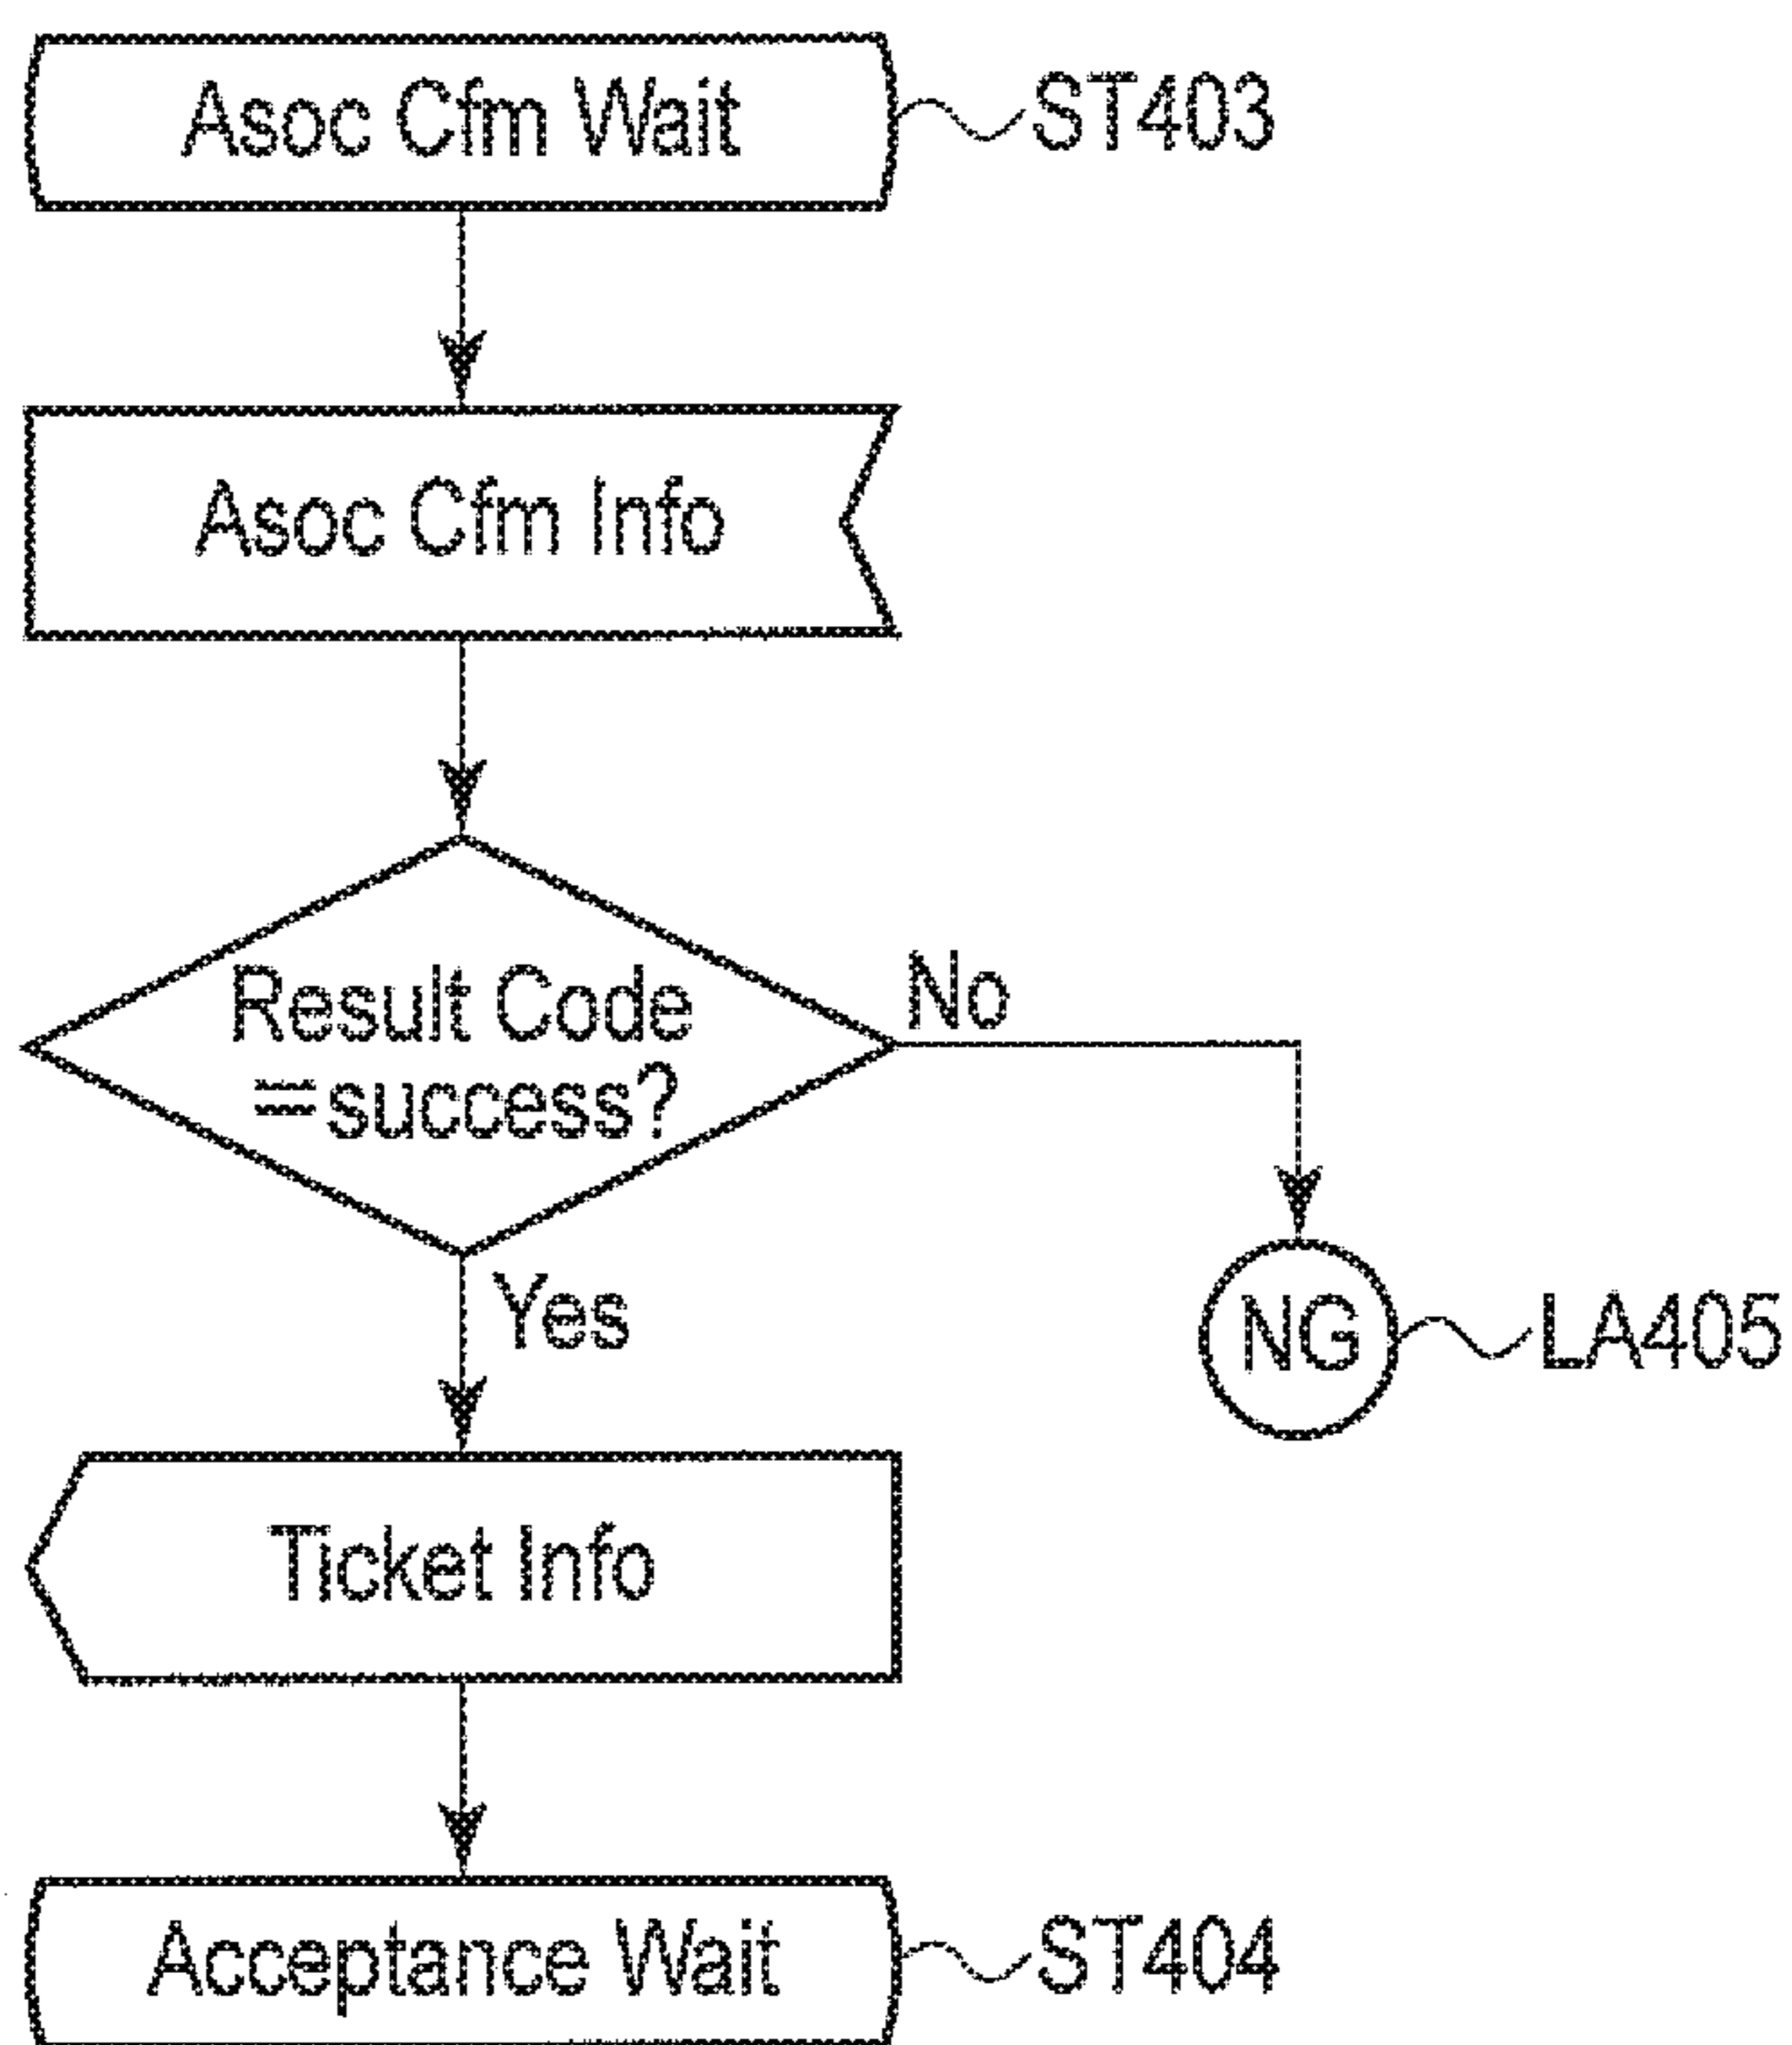 Asoc Cfm Wait
ST403
Asoc Cfm Info
Result Code
=success?
No
Yes
NG
LA405
Ticket Info
Acceptance Wait
ST404